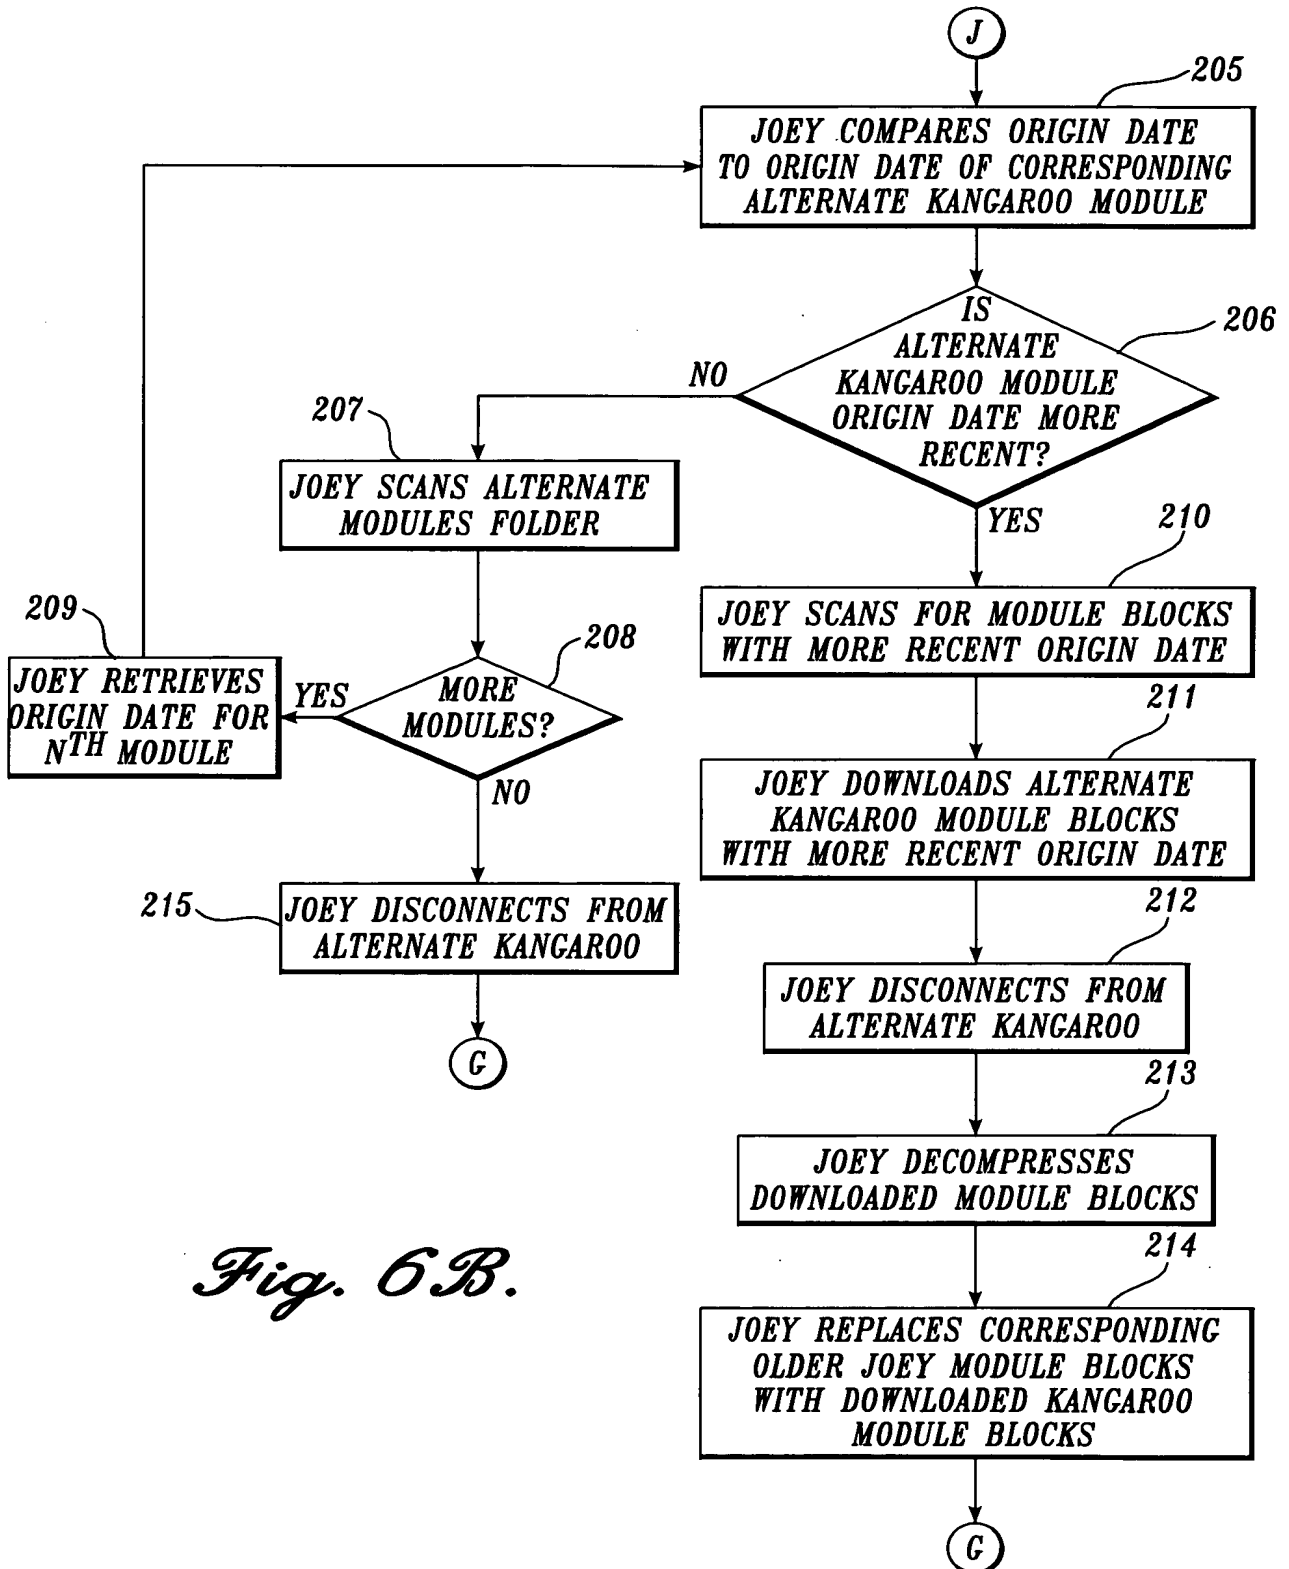 J
205
JOEY COMPARES ORIGIN DATE
TO ORIGIN DATE OF CORRESPONDING
ALTERNATE KANGAROO MODULE
206
IS
ALTERNATE
KANGAROO MODULE
ORIGIN DATE MORE
RECENT?
NO
YES
207
JOEY SCANS ALTERNATE
MODULES FOLDER
208
MORE
MODULES?
YES
NO
209
JOEY RETRIEVES
ORIGIN DATE FOR
NTH MODULE
215
JOEY DISCONNECTS FROM
ALTERNATE KANGAROO
G
210
JOEY SCANS FOR MODULE BLOCKS
WITH MORE RECENT ORIGIN DATE
211
JOEY DOWNLOADS ALTERNATE
KANGAROO MODULE BLOCKS
WITH MORE RECENT ORIGIN DATE
212
JOEY DISCONNECTS FROM
ALTERNATE KANGAROO
213
JOEY DECOMPRESSES
DOWNLOADED MODULE BLOCKS
214
JOEY REPLACES CORRESPONDING
OLDER JOEY MODULE BLOCKS
WITH DOWNLOADED KANGAROO
MODULE BLOCKS
G
Fig. 6B.